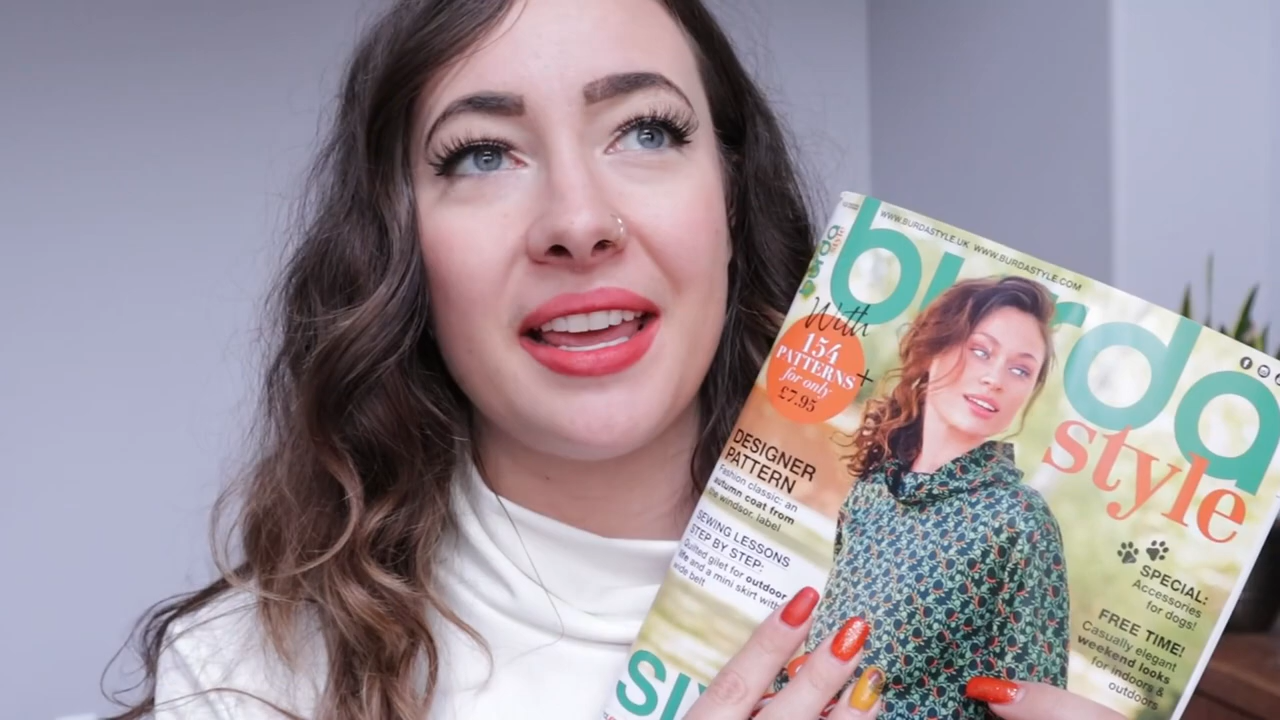 WWW.BURDASTYLE.UK WWW.BURDASTYLE.COM
burda
style
With
154
PATTERNS+
for only
£7.95
DESIGNER
PATTERN
Fashion classic: an
autumn coat from
the windsor. label
SEWING LESSONS
STEP BY STEP:
Quilted gilet for outdoor
life and a mini skirt with
wide belt
SPECIAL:
Accessories
for dogs!
FREE TIME!
Casually elegant
weekend looks
for indoors &
outdoors